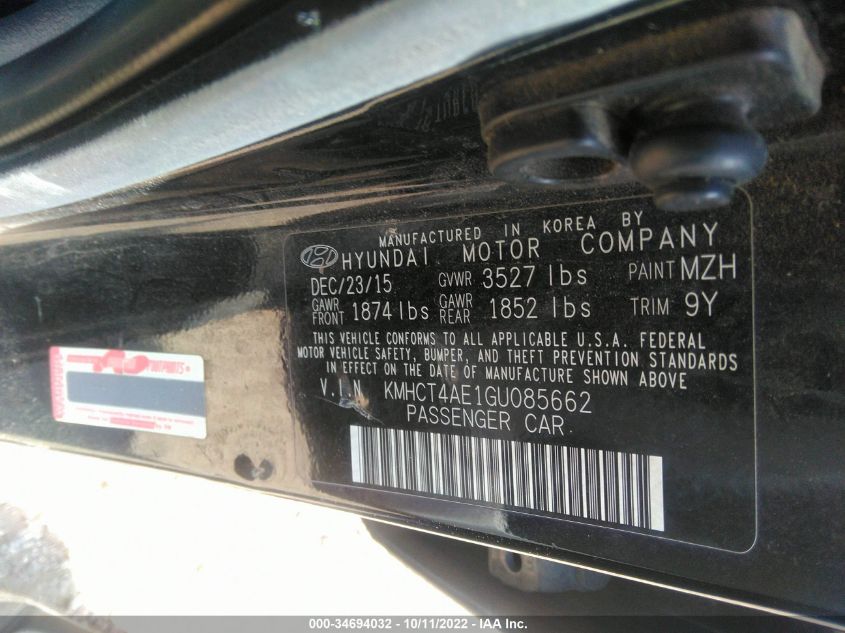 MANUFACTURED IN KOREA BY
HYUNDAI MOTOR COMPANY
DEC/23/15 GVWR 3527 lbs PAINT MZH
GAWR FRONT 1874 lbs GAWR REAR 1852 lbs TRIM 9Y
THIS VEHICLE CONFORMS TO ALL APPLICABLE U.S.A. FEDERAL
MOTOR VEHICLE SAFETY, BUMPER, AND THEFT PREVENTION STANDARDS
IN EFFECT ON THE DATE OF MANUFACTURE SHOWN ABOVE
V.I.N KMHCT4AE1GU085662
PASSENGER CAR
000-34694032 - 10/11/2022 - IAA Inc.